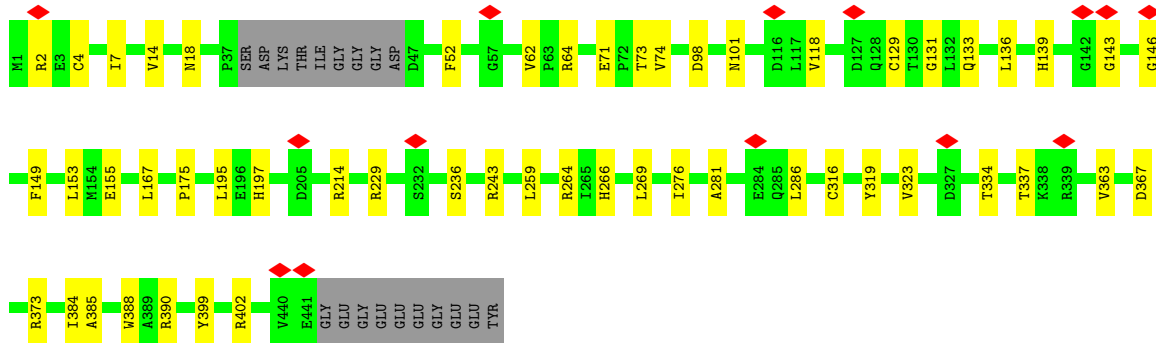 M1 R2 E3 C4 I7 V14 N18 P37 SER ASP LYS THR ILE GLY GLY GLY ASP D47 F52 G57 V62 P63 R64 E71 P72 T73 V74 D98 N101 D116 L117 V118 D127 Q128 C129 T130 G131 L132 Q133 L136 H139 G142 G143 G146
F149 L153 M154 E155 L167 P175 L195 E196 H197 D205 R214 R229 S232 S236 R243 L259 R264 I265 H266 L269 I276 A281 E284 Q285 L286 C316 Y319 V323 D327 T334 T337 K338 R339 V363 D367
R373 I384 A385 W388 A389 R390 Y399 R402 V440 E441 GLY GLU GLY GLU GLU GLU GLY GLU GLU TYR